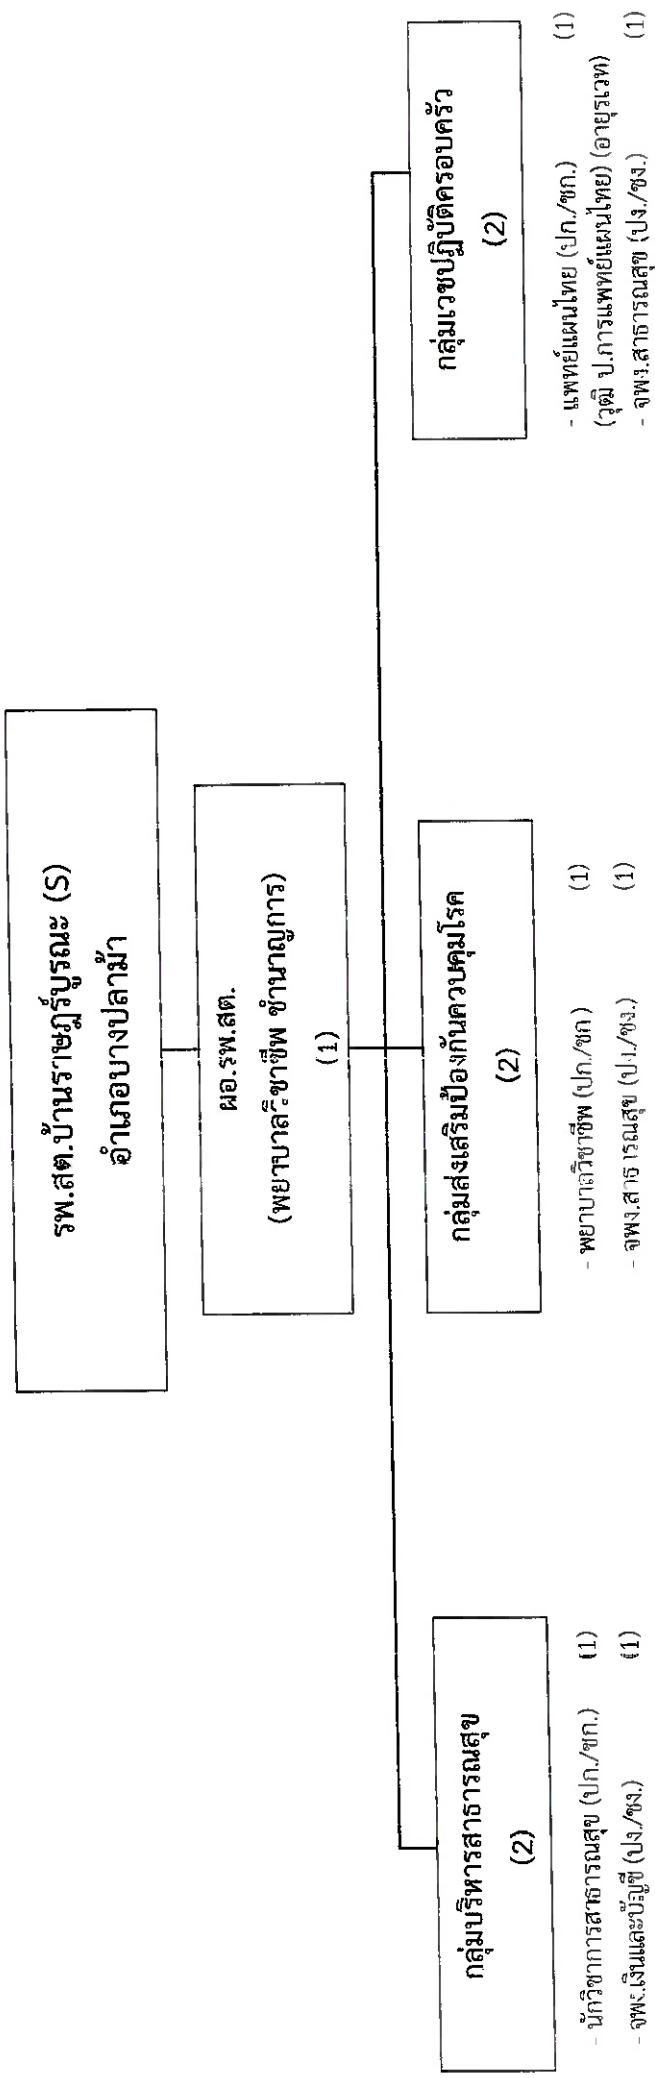 รพ.สต.บ้านราษฎร์บูรณะ (S)
อำเภอบางปลาม้า
ผอ.รพ.สต.
(พยาบาลวิชาชีพ ชำนาญการ)
(1)
กลุ่มบริหารสาธารณสุข
(2)
- นักวิชาการสาธารณสุข (ปก./ชก.) (1)
- จพง.เงินและบัญชี (ปง./ชง.) (1)
กลุ่มส่งเสริมป้องกันควบคุมโรค
(2)
- พยาบาลวิชาชีพ (ปก./ชก) (1)
- จพง.สาธารณสุข (ปง./ชง.) (1)
กลุ่มเวชปฏิบัติครอบครัว
(2)
- แพทย์แผนไทย (ปก./ชก.) (1)
(วุฒิ ป.การแพทย์แผนไทย) (อายุรเวท)
- จพง.สาธารณสุข (ปง./ชง.) (1)